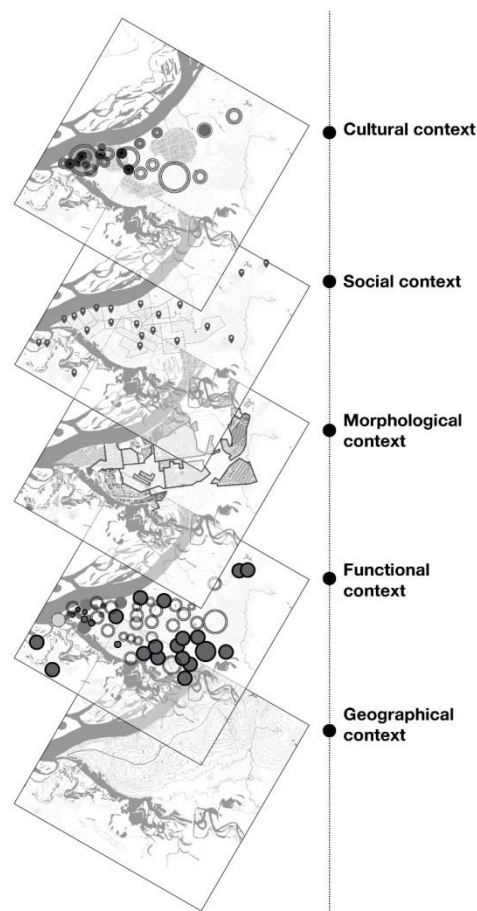 Cultural context
Social context
Morphological
context
Functional
context
Geographical
context